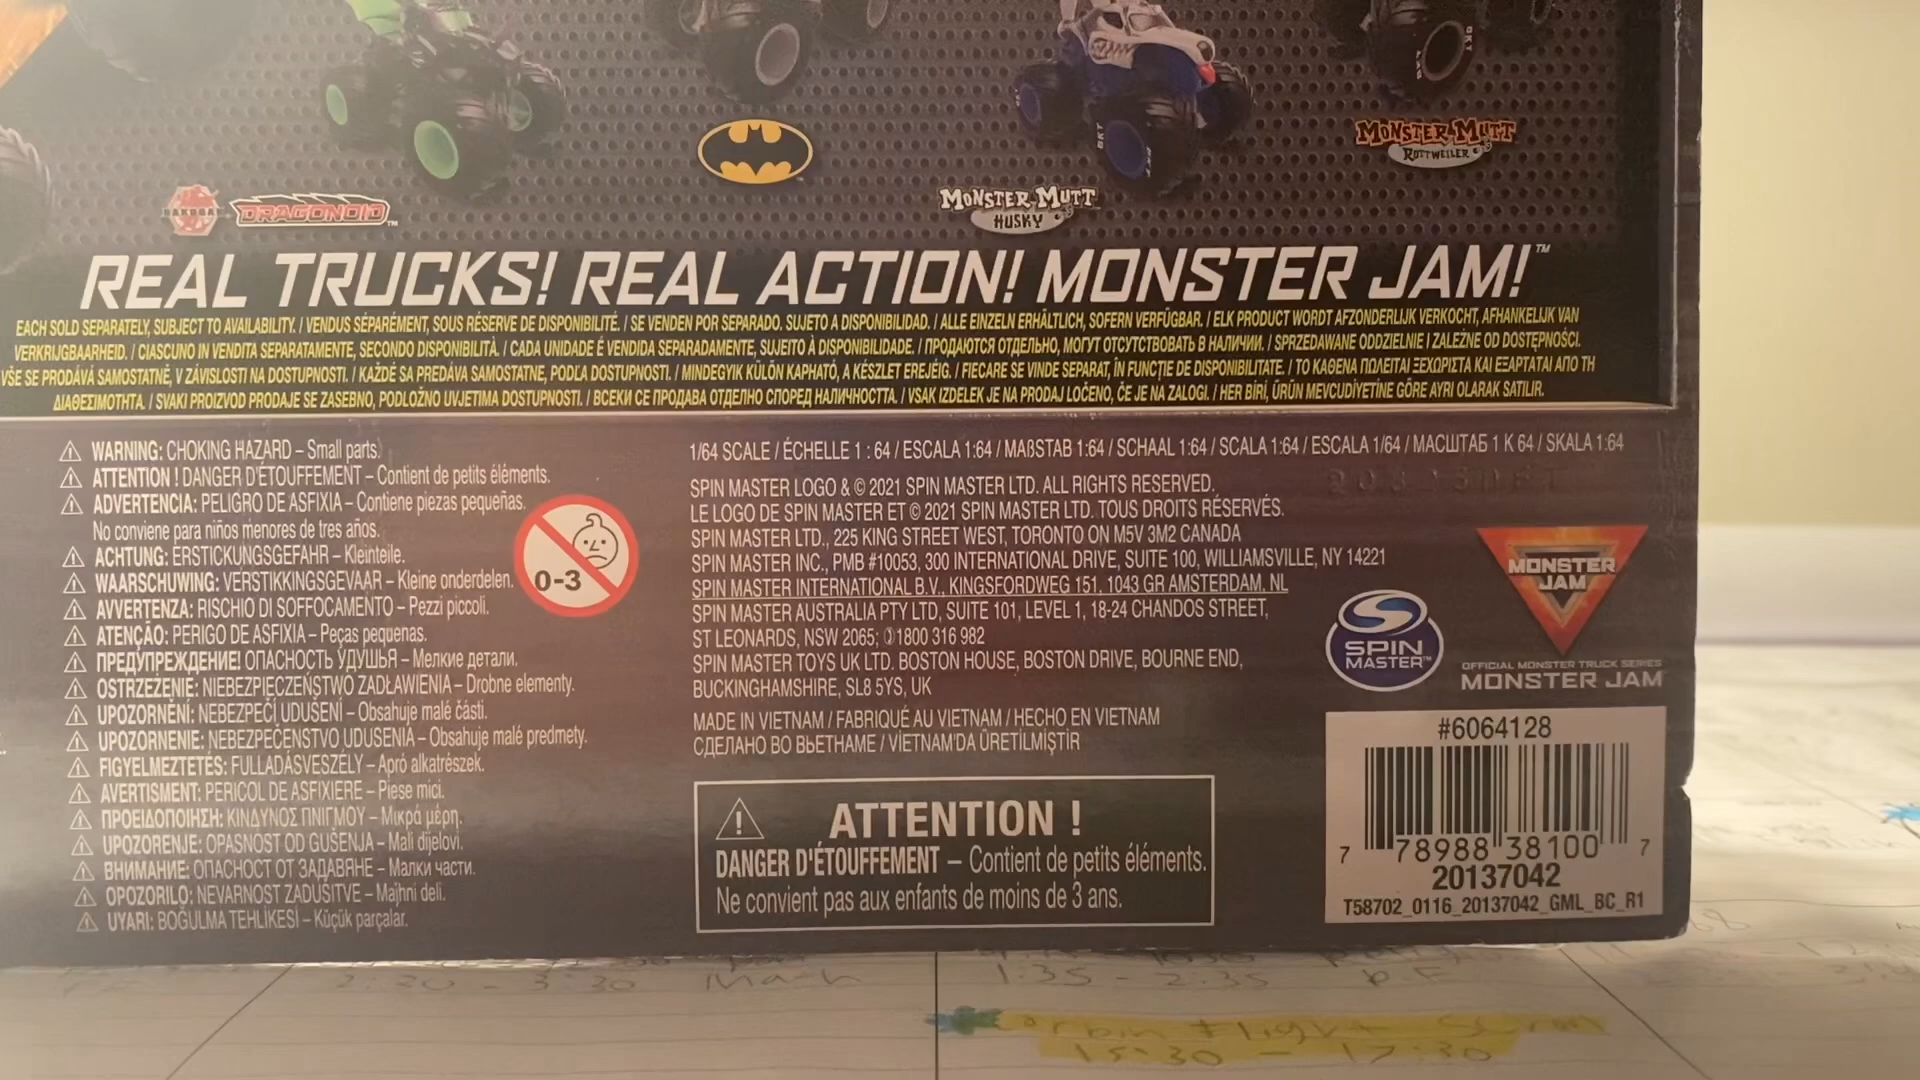 BAKUGAN DRAGONOID™
MONSTER MUTT
HUSKY
MONSTER MUTT
ROTTWEILER
BKT
BKT
REAL TRUCKS! REAL ACTION! MONSTER JAM!™
EACH SOLD SEPARATELY, SUBJECT TO AVAILABILITY. / VENDUS SÉPARÉMENT, SOUS RÉSERVE DE DISPONIBILITÉ. / SE VENDEN POR SEPARADO. SUJETO A DISPONIBILIDAD. / ALLE EINZELN ERHÄLTLICH, SOFERN VERFÜGBAR. / ELK PRODUCT WORDT AFZONDERLIJK VERKOCHT, AFHANKELIJK VAN
VERKRIJGBAARHEID. / CIASCUNO IN VENDITA SEPARATAMENTE, SECONDO DISPONIBILITÀ. / CADA UNIDADE É VENDIDA SEPARADAMENTE, SUJEITO À DISPONIBILIDADE. / ПРОДАЮТСЯ ОТДЕЛЬНО, МОГУТ ОТСУТСТВОВАТЬ В НАЛИЧИИ. / SPRZEDAWANE ODDZIELNIE I ZALEŻNE OD DOSTĘPNOŚCI.
VŠE SE PRODÁVÁ SAMOSTATNĚ, V ZÁVISLOSTI NA DOSTUPNOSTI. / KAŽDÉ SA PREDÁVA SAMOSTATNE, PODĽA DOSTUPNOSTI. / MINDEGYIK KÜLÖN KAPHATÓ, A KÉSZLET EREJÉIG. / FIECARE SE VINDE SEPARAT, ÎN FUNCȚIE DE DISPONIBILITATE. / ΤΟ ΚΑΘΕΝΑ ΠΩΛΕΙΤΑΙ ΞΕΧΩΡΙΣΤΑ ΚΑΙ ΕΞΑΡΤΑΤΑΙ ΑΠΟ ΤΗ
ΔΙΑΘΕΣΙΜΟΤΗΤΑ. / SVAKI PROIZVOD PRODAJE SE ZASEBNO, PODLOŽNO UVJETIMA DOSTUPNOSTI. / ВСЕКИ СЕ ПРОДАВА ОТДЕЛНО СПОРЕД НАЛИЧНОСТТА. / VSAK IZDELEK JE NA PRODAJ LOČENO, ČE JE NA ZALOGI. / HER BİRİ, ÜRÜN MEVCUDİYETİNE GÖRE AYRI OLARAK SATILIR.
⚠ WARNING: CHOKING HAZARD – Small parts.
⚠ ATTENTION ! DANGER D'ÉTOUFFEMENT – Contient de petits éléments.
⚠ ADVERTENCIA: PELIGRO DE ASFIXIA – Contiene piezas pequeñas.
No conviene para niños menores de tres años.
⚠ ACHTUNG: ERSTICKUNGSGEFAHR – Kleinteile.
⚠ WAARSCHUWING: VERSTIKKINGSGEVAAR – Kleine onderdelen.
⚠ AVVERTENZA: RISCHIO DI SOFFOCAMENTO – Pezzi piccoli.
⚠ ATENÇÃO: PERIGO DE ASFIXIA – Peças pequenas.
⚠ ПРЕДУПРЕЖДЕНИЕ! ОПАСНОСТЬ УДУШЬЯ – Мелкие детали.
⚠ OSTRZEŻENIE: NIEBEZPIECZEŃSTWO ZADŁAWIENIA – Drobne elementy.
⚠ UPOZORNĚNÍ: NEBEZPEČÍ UDUŠENÍ – Obsahuje malé části.
⚠ UPOZORNENIE: NEBEZPEČENSTVO UDUSENIA – Obsahuje malé predmety.
⚠ FIGYELMEZTETÉS: FULLADÁSVESZÉLY – Apró alkatrészek.
⚠ AVERTISMENT: PERICOL DE ASFIXIERE – Piese mici.
⚠ ΠΡΟΕΙΔΟΠΟΙΗΣΗ: ΚΙΝΔΥΝΟΣ ΠΝΙΓΜΟΥ – Μικρά μέρη.
⚠ UPOZORENJE: OPASNOST OD GUŠENJA – Mali dijelovi.
⚠ ВНИМАНИЕ: ОПАСНОСТ ОТ ЗАДАВЯНЕ – Малки части.
⚠ OPOZORILO: NEVARNOST ZADUŠITVE – Majhni deli.
⚠ UYARI: BOĞULMA TEHLİKESİ – Küçük parçalar.
0-3
1/64 SCALE / ÉCHELLE 1 : 64 / ESCALA 1:64 / MAßSTAB 1:64 / SCHAAL 1:64 / SCALA 1:64 / ESCALA 1/64 / МАСШТАБ 1 К 64 / SKALA 1:64
SPIN MASTER LOGO & © 2021 SPIN MASTER LTD. ALL RIGHTS RESERVED.
LE LOGO DE SPIN MASTER ET © 2021 SPIN MASTER LTD. TOUS DROITS RÉSERVÉS.
SPIN MASTER LTD., 225 KING STREET WEST, TORONTO ON M5V 3M2 CANADA
SPIN MASTER INC., PMB #10053, 300 INTERNATIONAL DRIVE, SUITE 100, WILLIAMSVILLE, NY 14221
SPIN MASTER INTERNATIONAL B.V., KINGSFORDWEG 151, 1043 GR AMSTERDAM, NL
SPIN MASTER AUSTRALIA PTY LTD, SUITE 101, LEVEL 1, 18-24 CHANDOS STREET,
ST LEONARDS, NSW 2065; ✆1800 316 982
SPIN MASTER TOYS UK LTD. BOSTON HOUSE, BOSTON DRIVE, BOURNE END,
BUCKINGHAMSHIRE, SL8 5YS, UK
MADE IN VIETNAM / FABRIQUÉ AU VIETNAM / HECHO EN VIETNAM
СДЕЛАНО ВО ВЬЕТНАМЕ / VİETNAM'DA ÜRETİLMİŞTİR
⚠ ATTENTION !
DANGER D'ÉTOUFFEMENT – Contient de petits éléments.
Ne convient pas aux enfants de moins de 3 ans.
SPIN
MASTER™
MONSTER
JAM
OFFICIAL MONSTER TRUCK SERIES
MONSTER JAM
#6064128
7 78988 38100 7
20137042
T58702_0116_20137042_GML_BC_R1
2:30 - 3:30 Math
1:35 - 2:35 P.E
15:30 - 17:30